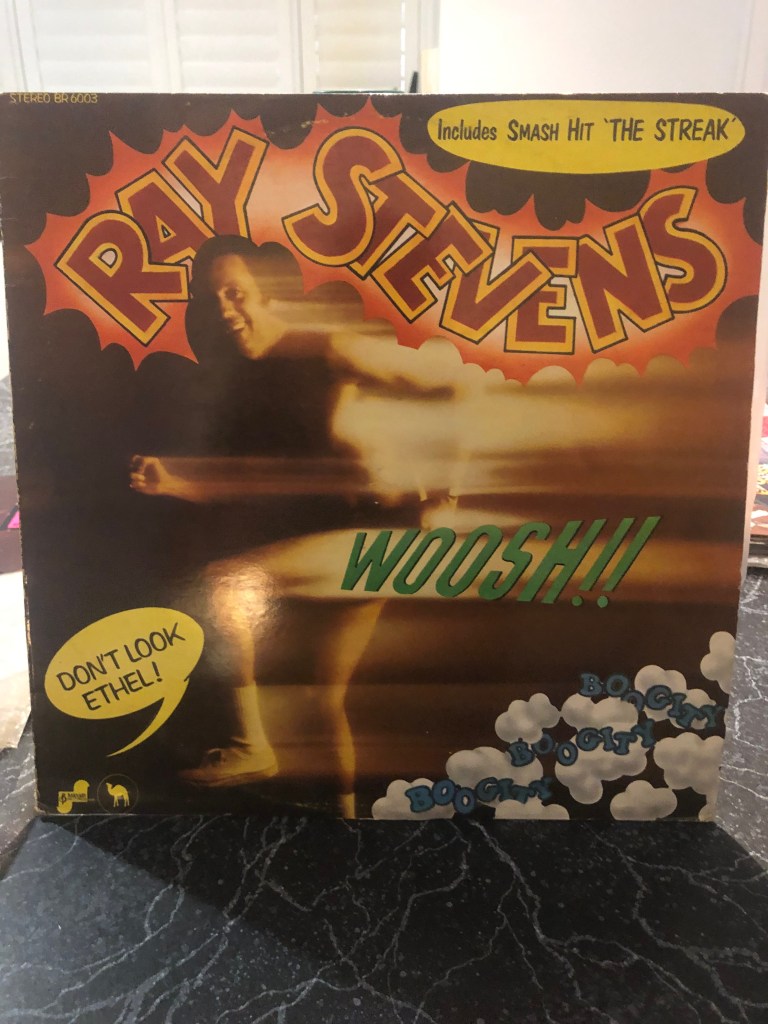 STEREO BR 6003
Includes SMASH HIT 'THE STREAK'
RAY STEVENS
WOOSH!!
DON'T LOOK
ETHEL!
BOOGITY
BOOGITY
BOOGITY